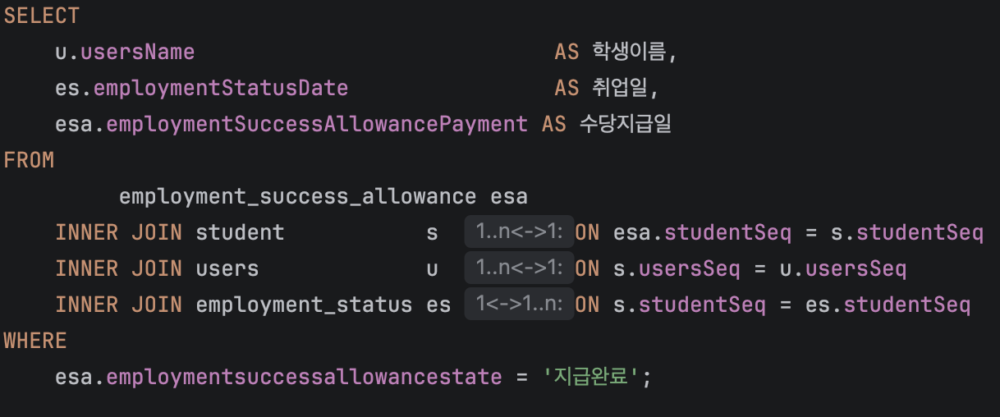 SELECT
    u.usersName                            AS 학생이름,
    es.employmentStatusDate                AS 취업일,
    esa.employmentSuccessAllowancePayment AS 수당지급일
FROM
         employment_success_allowance esa
    INNER JOIN student           s  1..n<->1: ON esa.studentSeq = s.studentSeq
    INNER JOIN users             u  1..n<->1: ON s.usersSeq = u.usersSeq
    INNER JOIN employment_status es 1<->1..n: ON s.studentSeq = es.studentSeq
WHERE
    esa.employmentsuccessallowancestate = '지급완료';